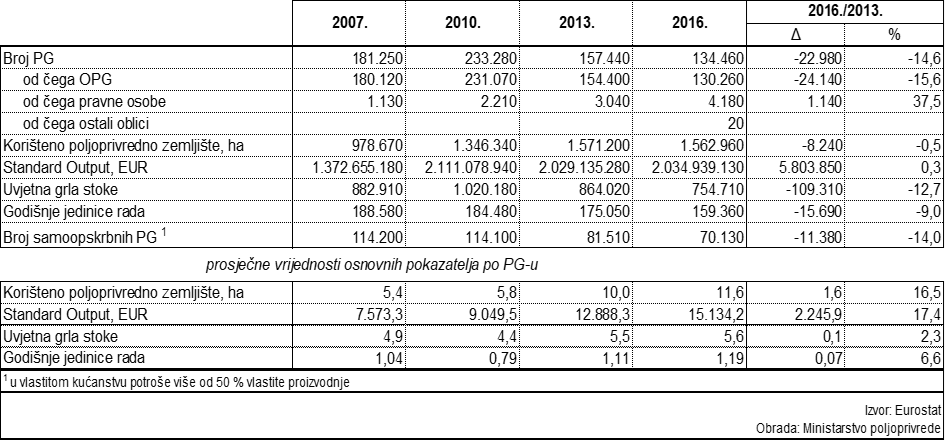 2007. 2010. 2013. 2016. 2016./2013.
Δ %
Broj PG 181.250 233.280 157.440 134.460 -22.980 -14,6
od čega OPG 180.120 231.070 154.400 130.260 -24.140 -15,6
od čega pravne osobe 1.130 2.210 3.040 4.180 1.140 37,5
od čega ostali oblici 20
Korišteno poljoprivredno zemljište, ha 978.670 1.346.340 1.571.200 1.562.960 -8.240 -0,5
Standard Output, EUR 1.372.655.180 2.111.078.940 2.029.135.280 2.034.939.130 5.803.850 0,3
Uvjetna grla stoke 882.910 1.020.180 864.020 754.710 -109.310 -12,7
Godišnje jedinice rada 188.580 184.480 175.050 159.360 -15.690 -9,0
Broj samoopskrbnih PG ¹ 114.200 114.100 81.510 70.130 -11.380 -14,0
prosječne vrijednosti osnovnih pokazatelja po PG-u
Korišteno poljoprivredno zemljište, ha 5,4 5,8 10,0 11,6 1,6 16,5
Standard Output, EUR 7.573,3 9.049,5 12.888,3 15.134,2 2.245,9 17,4
Uvjetna grla stoke 4,9 4,4 5,5 5,6 0,1 2,3
Godišnje jedinice rada 1,04 0,79 1,11 1,19 0,07 6,6
¹ u vlastitom kućanstvu potroše više od 50 % vlastite proizvodnje
Izvor: Eurostat
Obrada: Ministarstvo poljoprivrede